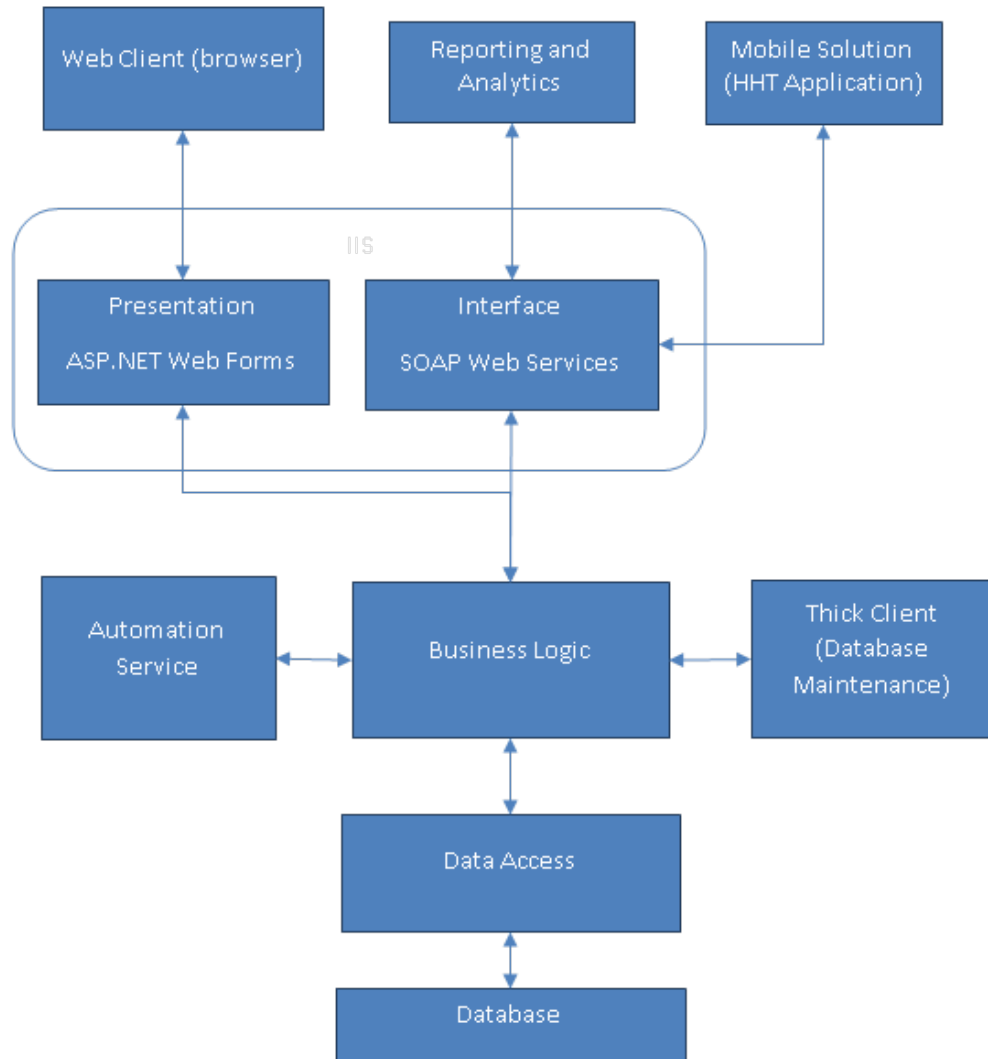 Web Client (browser)
Reporting and
Analytics
Mobile Solution
(HHT Application)
IIS
Presentation
ASP.NET Web Forms
Interface
SOAP Web Services
Automation
Service
Business Logic
Thick Client
(Database
Maintenance)
Data Access
Database